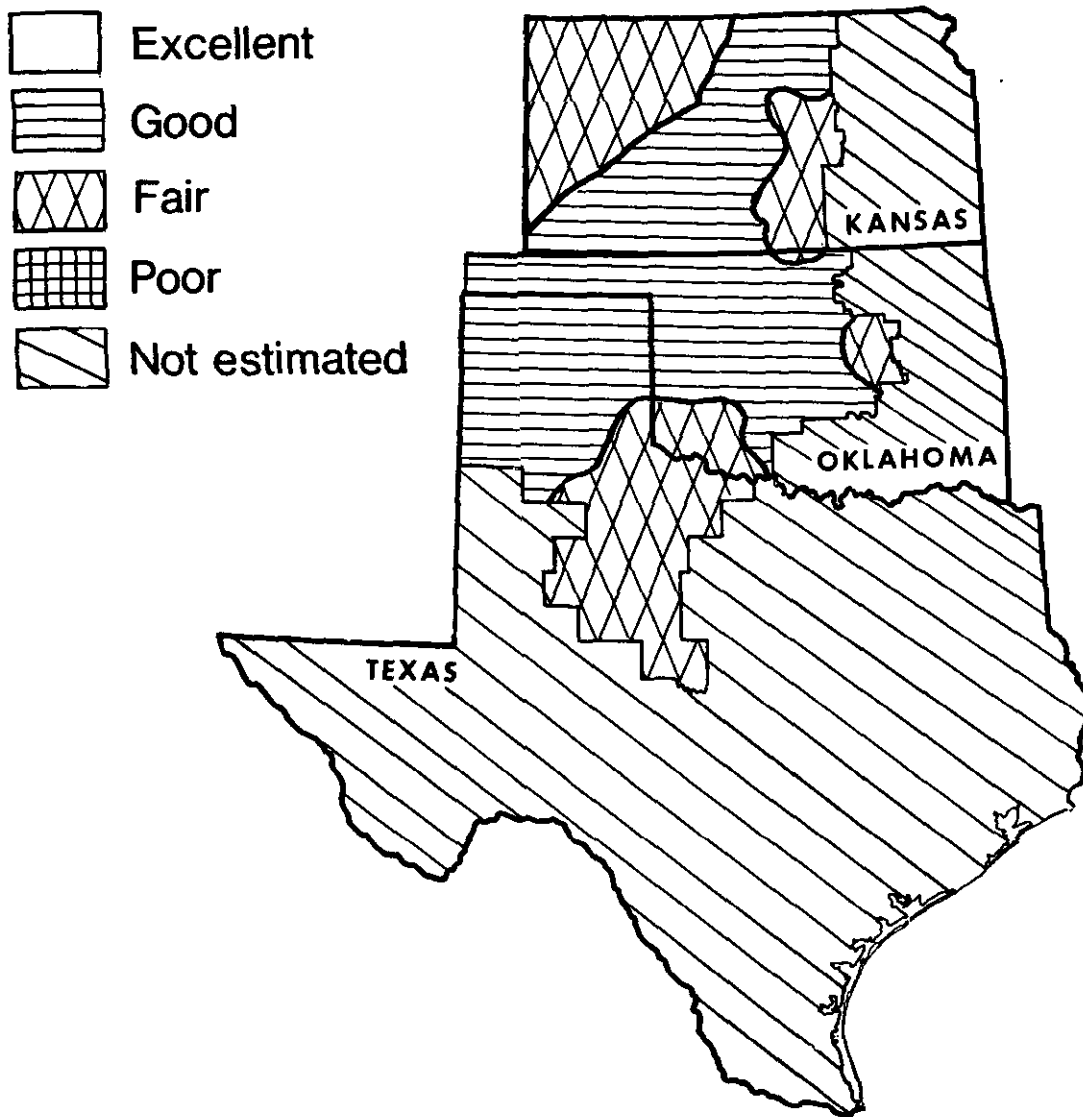 Excellent
Good
Fair
Poor
Not estimated
KANSAS
OKLAHOMA
TEXAS